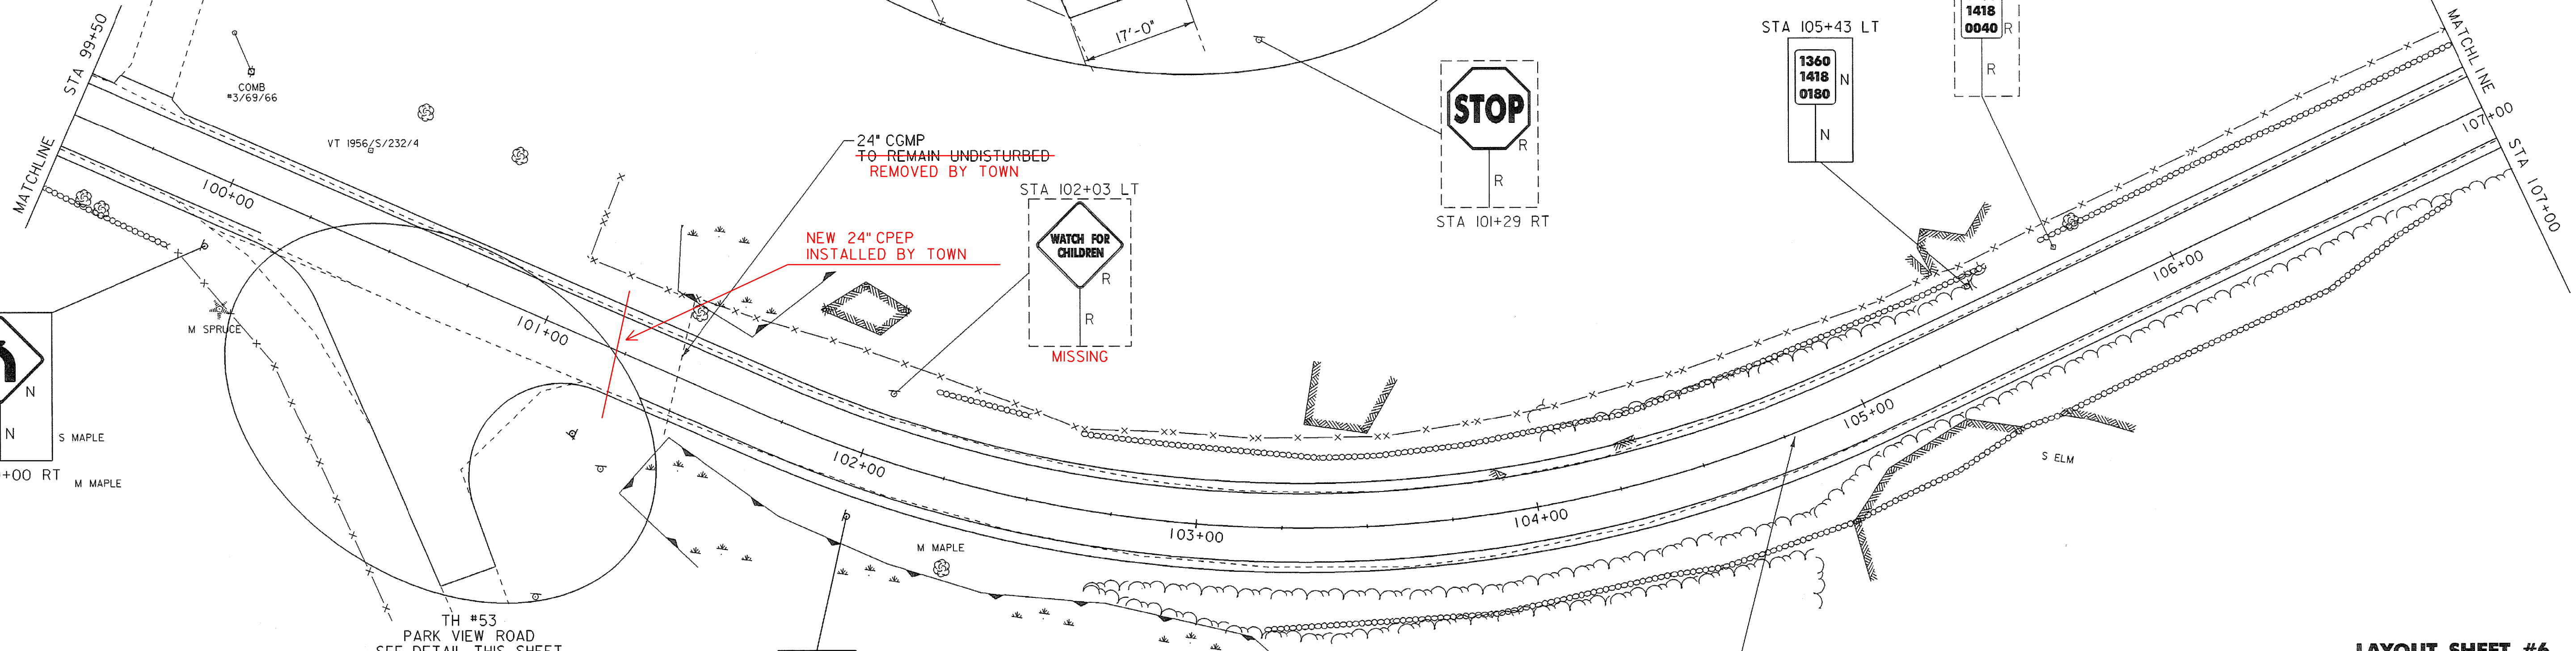 MATCHLINE STA 99+50
COMB
#3/69/66
VT 1956/S/232/4
100+00
M SPRUCE
N
N
+00 RT
S MAPLE
M MAPLE
101+00
17'-0"
24" CGMP
TO REMAIN UNDISTURBED
REMOVED BY TOWN
NEW 24" CPEP
INSTALLED BY TOWN
STA 102+03 LT
WATCH FOR
CHILDREN
R
R
MISSING
STOP
R
R
STA 101+29 RT
STA 105+43 LT
1360
1418
0180
N
N
1418
0040
R
R
MATCHLINE STA 107+00
107+00
106+00
105+00
S ELM
104+00
103+00
102+00
M MAPLE
TH #53
PARK VIEW ROAD
SEE DETAIL THIS SHEET
LAYOUT SHEET #6